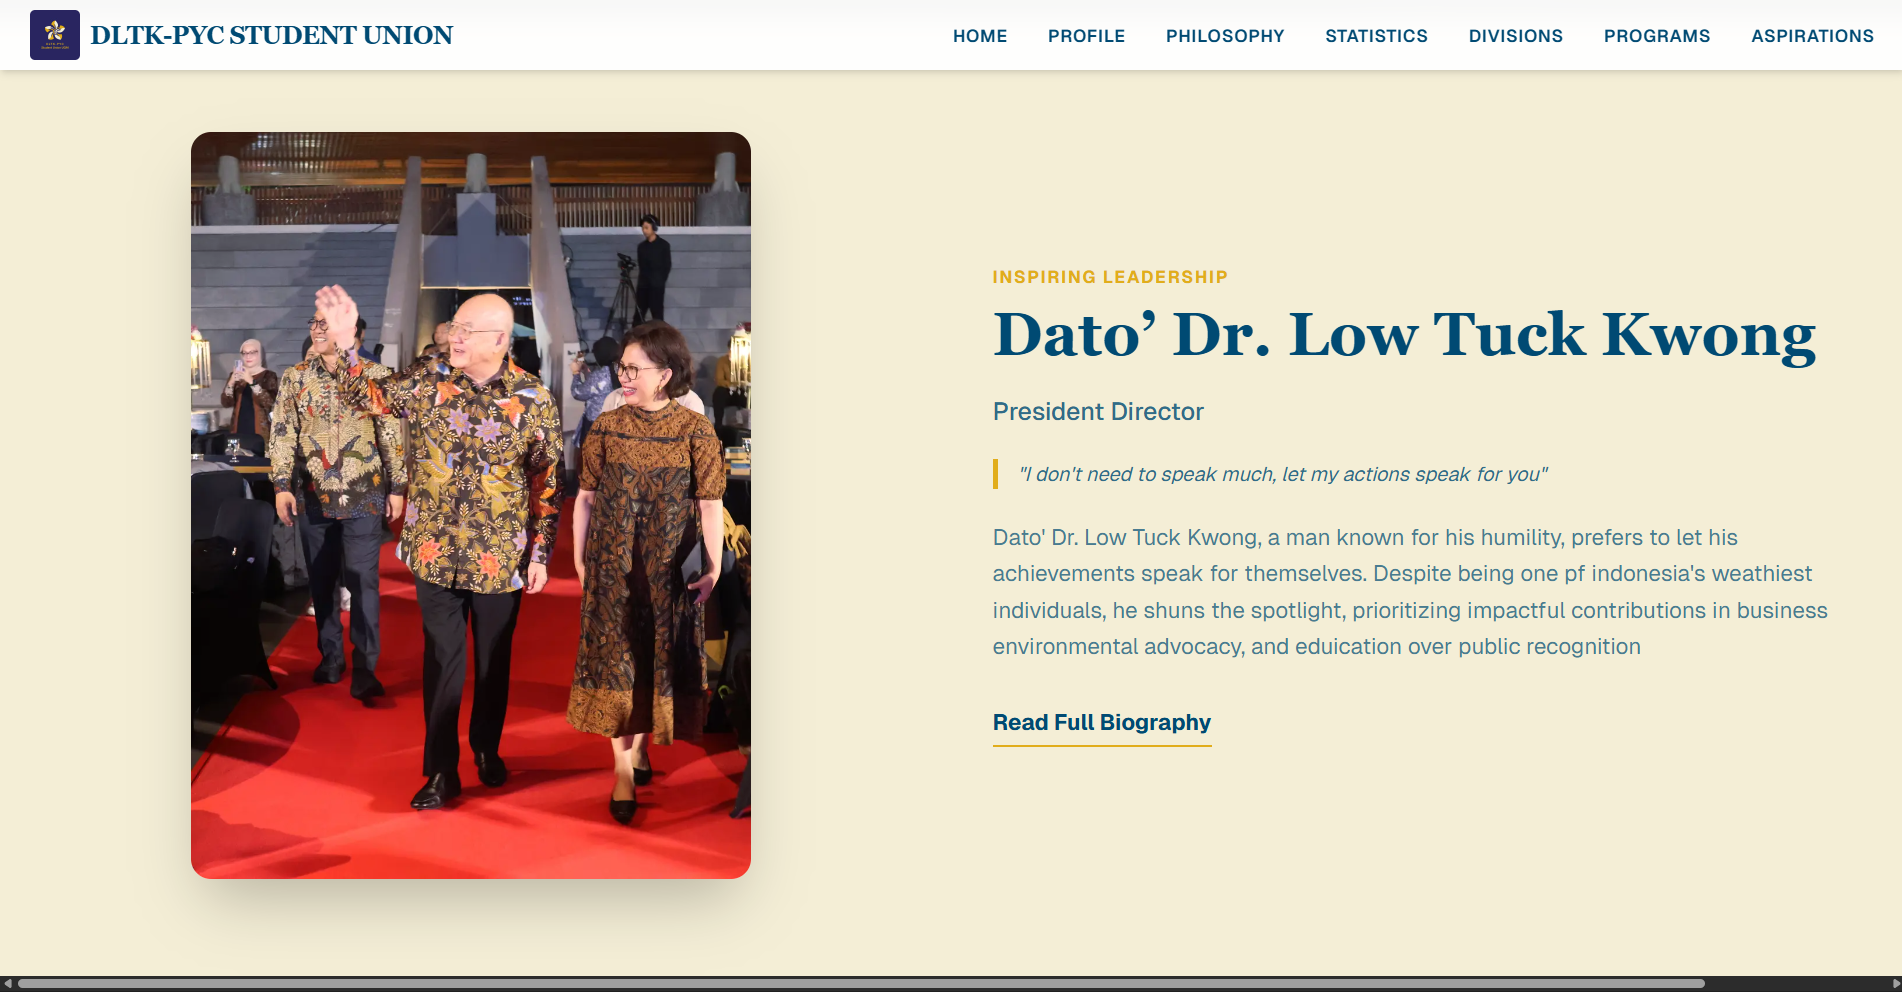 DLTK-PYC STUDENT UNION
HOME PROFILE PHILOSOPHY STATISTICS DIVISIONS PROGRAMS ASPIRATIONS
INSPIRING LEADERSHIP
Dato’ Dr. Low Tuck Kwong
President Director
"I don't need to speak much, let my actions speak for you"
Dato' Dr. Low Tuck Kwong, a man known for his humility, prefers to let his
achievements speak for themselves. Despite being one pf indonesia's weathiest
individuals, he shuns the spotlight, prioritizing impactful contributions in business
environmental advocacy, and eduication over public recognition
Read Full Biography